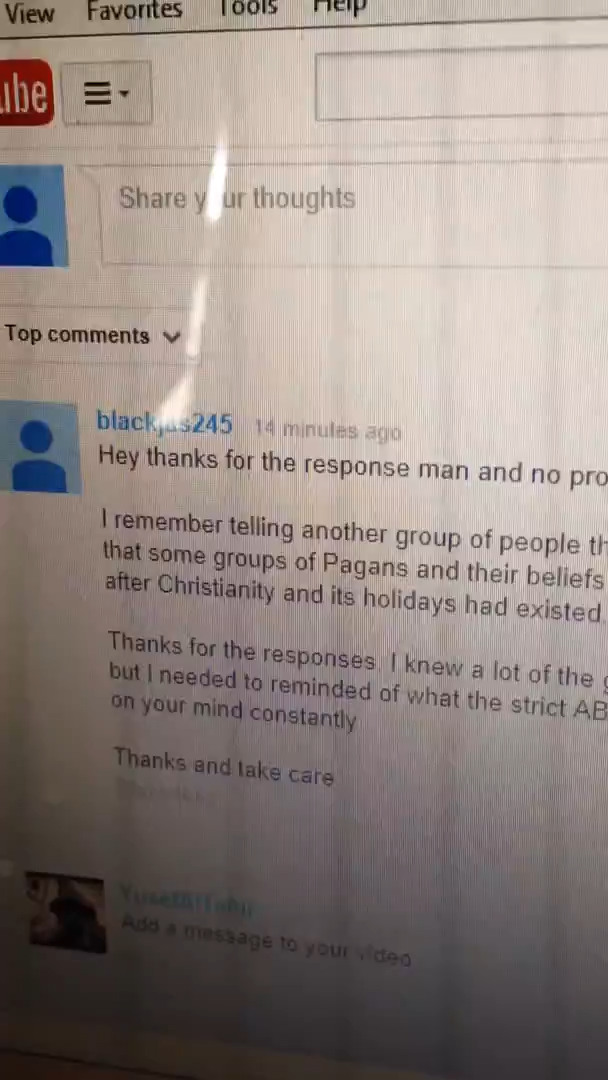 View Favorites Tools Help
ube
Share y ur thoughts
Top comments
14 minutes ago
Hey thanks for the response man and no pro
I remember telling another group of people th
that some groups of Pagans and their beliefs
after Christianity and its holidays had existed
Thanks for the responses. I knew a lot of the
but I needed to reminded of what the strict AB
on your mind constantly
Thanks and take care
Add a message to your video